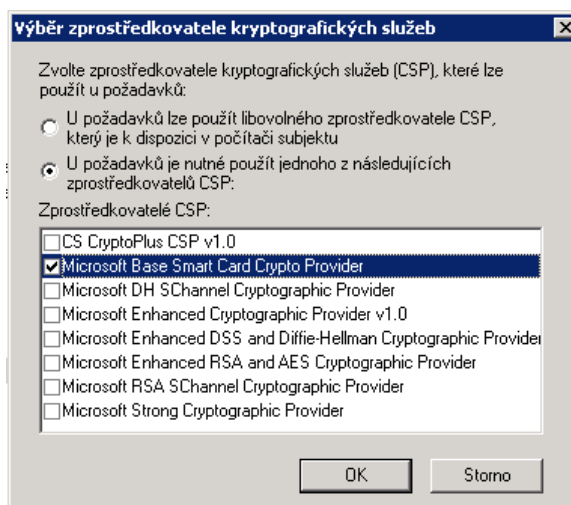 Výběr zprostředkovatele kryptografických služeb
Zvolte zprostředkovatele kryptografických služeb (CSP), které lze
použít u požadavků:
U požadavků lze použít libovolného zprostředkovatele CSP,
který je k dispozici v počítači subjektu
U požadavků je nutné použít jednoho z následujících
zprostředkovatelů CSP:
Zprostředkovatelé CSP:
CS CryptoPlus CSP v1.0
Microsoft Base Smart Card Crypto Provider
Microsoft DH SChannel Cryptographic Provider
Microsoft Enhanced Cryptographic Provider v1.0
Microsoft Enhanced DSS and Diffie-Hellman Cryptographic Provider
Microsoft Enhanced RSA and AES Cryptographic Provider
Microsoft RSA SChannel Cryptographic Provider
Microsoft Strong Cryptographic Provider
OK
Storno